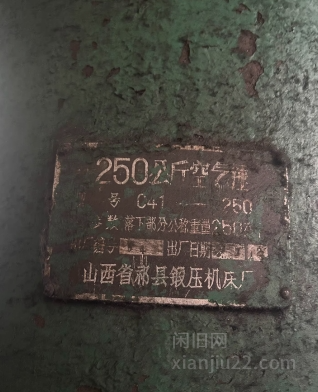 250公斤空气锤
号 C41 — 250
参数 落下部分公称重量250公斤
出厂日期
山西省祁县鍛压机床厂
闲旧网
xianjiu22.com